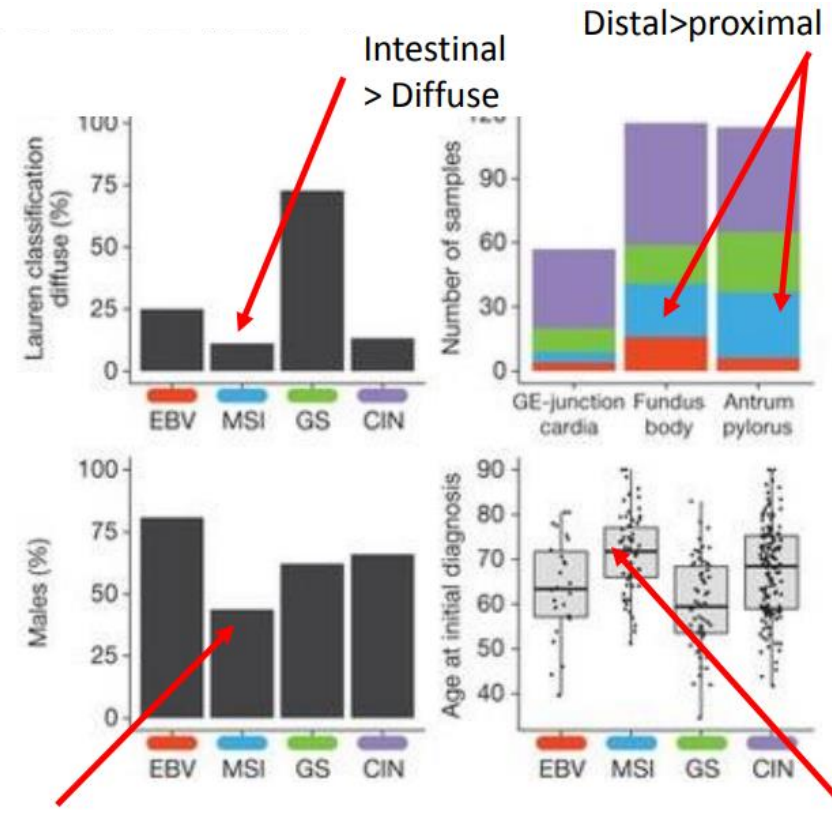 Intestinal
> Diffuse
Distal>proximal
Lauren classification
diffuse (%)
100
75
50
25
0
EBV MSI GS CIN
Number of samples
120
90
60
30
0
GE-junction Fundus Antrum
cardia body pylorus
Males (%)
100
75
50
25
0
EBV MSI GS CIN
Age at initial diagnosis
90
80
70
60
50
40
EBV MSI GS CIN